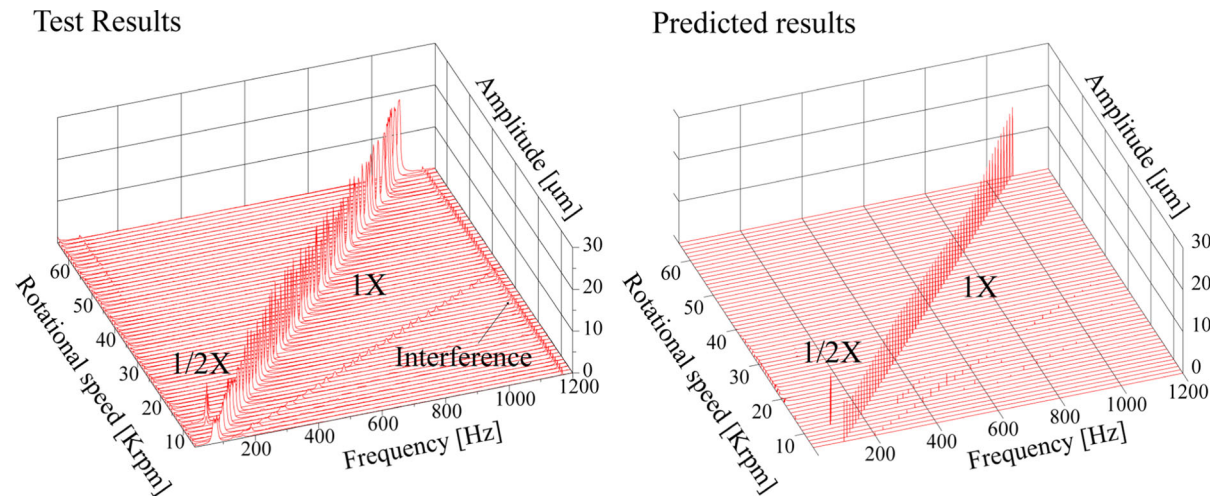 Test Results
Amplitude [μm]
30
20
10
0
1X
1/2X
Interference
60
50
40
30
20
10
Rotational speed [Krpm]
200
400
600
800
1000
1200
Frequency [Hz]
Predicted results
Amplitude [μm]
30
20
10
0
1X
1/2X
60
50
40
30
20
10
Rotational speed [Krpm]
200
400
600
800
1000
1200
Frequency [Hz]